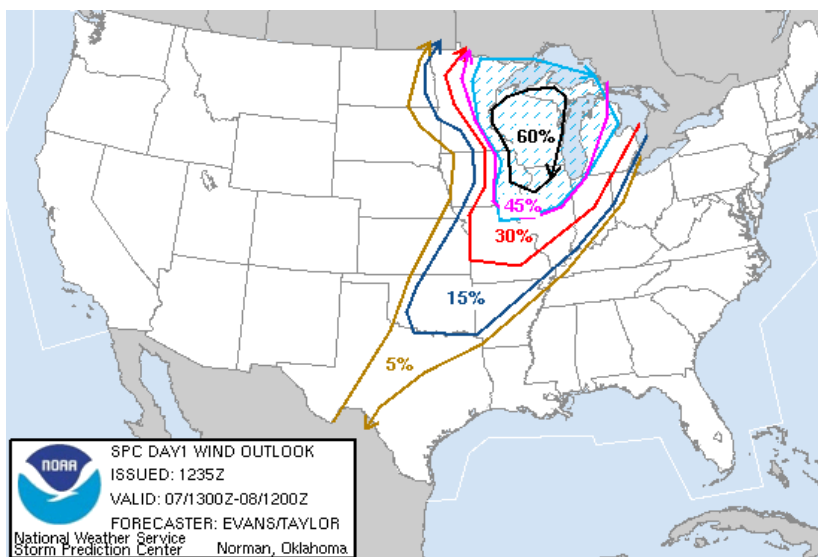 60%
45%
30%
15%
5%
NOAA
SPC DAY1 WIND OUTLOOK
ISSUED: 1235Z
VALID: 07/1300Z-08/1200Z
FORECASTER: EVANS/TAYLOR
National Weather Service
Storm Prediction Center Norman, Oklahoma